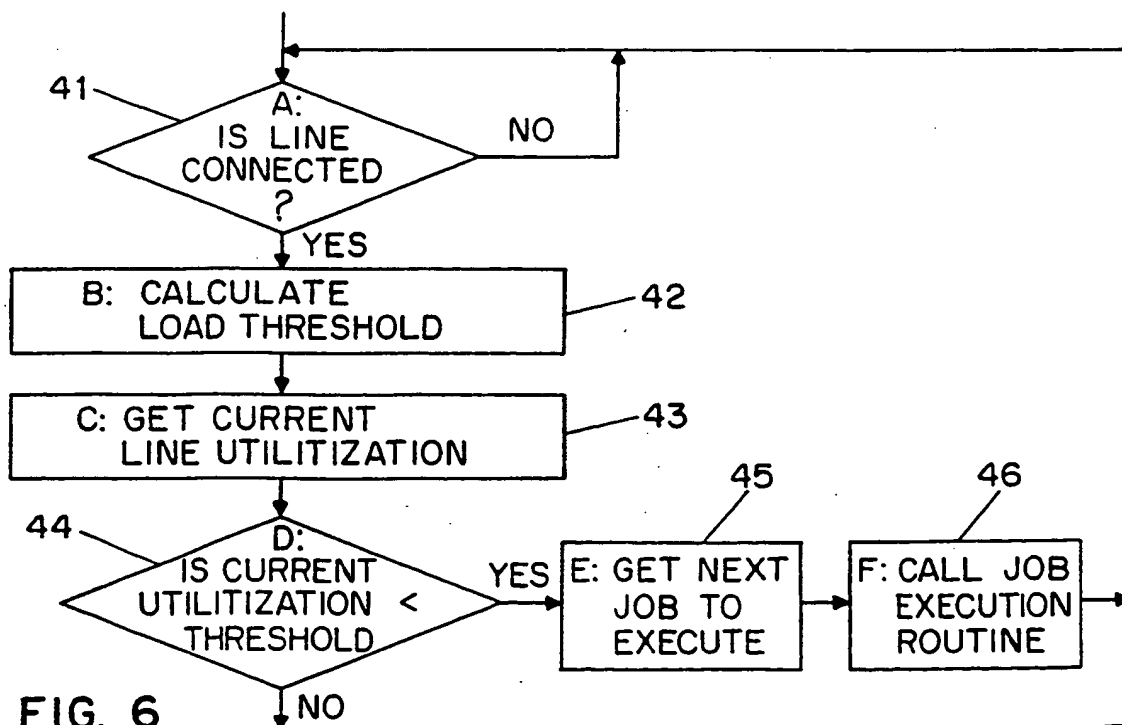 41
A:
IS LINE
CONNECTED
?
NO
YES
B: CALCULATE
LOAD THRESHOLD
42
C: GET CURRENT
LINE UTILITIZATION
43
44
D:
IS CURRENT
UTILITIZATION <
THRESHOLD
YES
45
E: GET NEXT
JOB TO
EXECUTE
46
F: CALL JOB
EXECUTION
ROUTINE
NO
FIG. 6